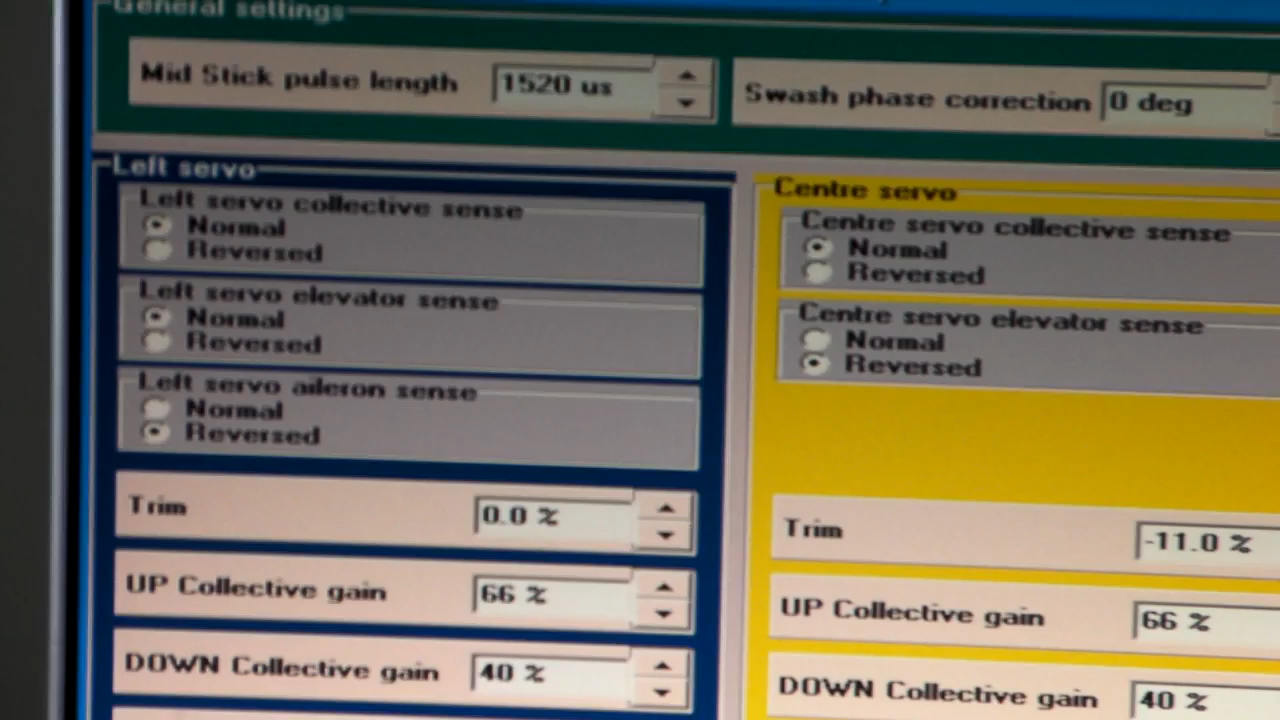 General settings
Mid Stick pulse length 1520 us
Swash phase correction 0 deg
Left servo
Left servo collective sense
Normal
Reversed
Left servo elevator sense
Normal
Reversed
Left servo aileron sense
Normal
Reversed
Trim 0.0 %
UP Collective gain 66 %
DOWN Collective gain 40 %
Centre servo
Centre servo collective sense
Normal
Reversed
Centre servo elevator sense
Normal
Reversed
Trim -11.0 %
UP Collective gain 66 %
DOWN Collective gain 40 %